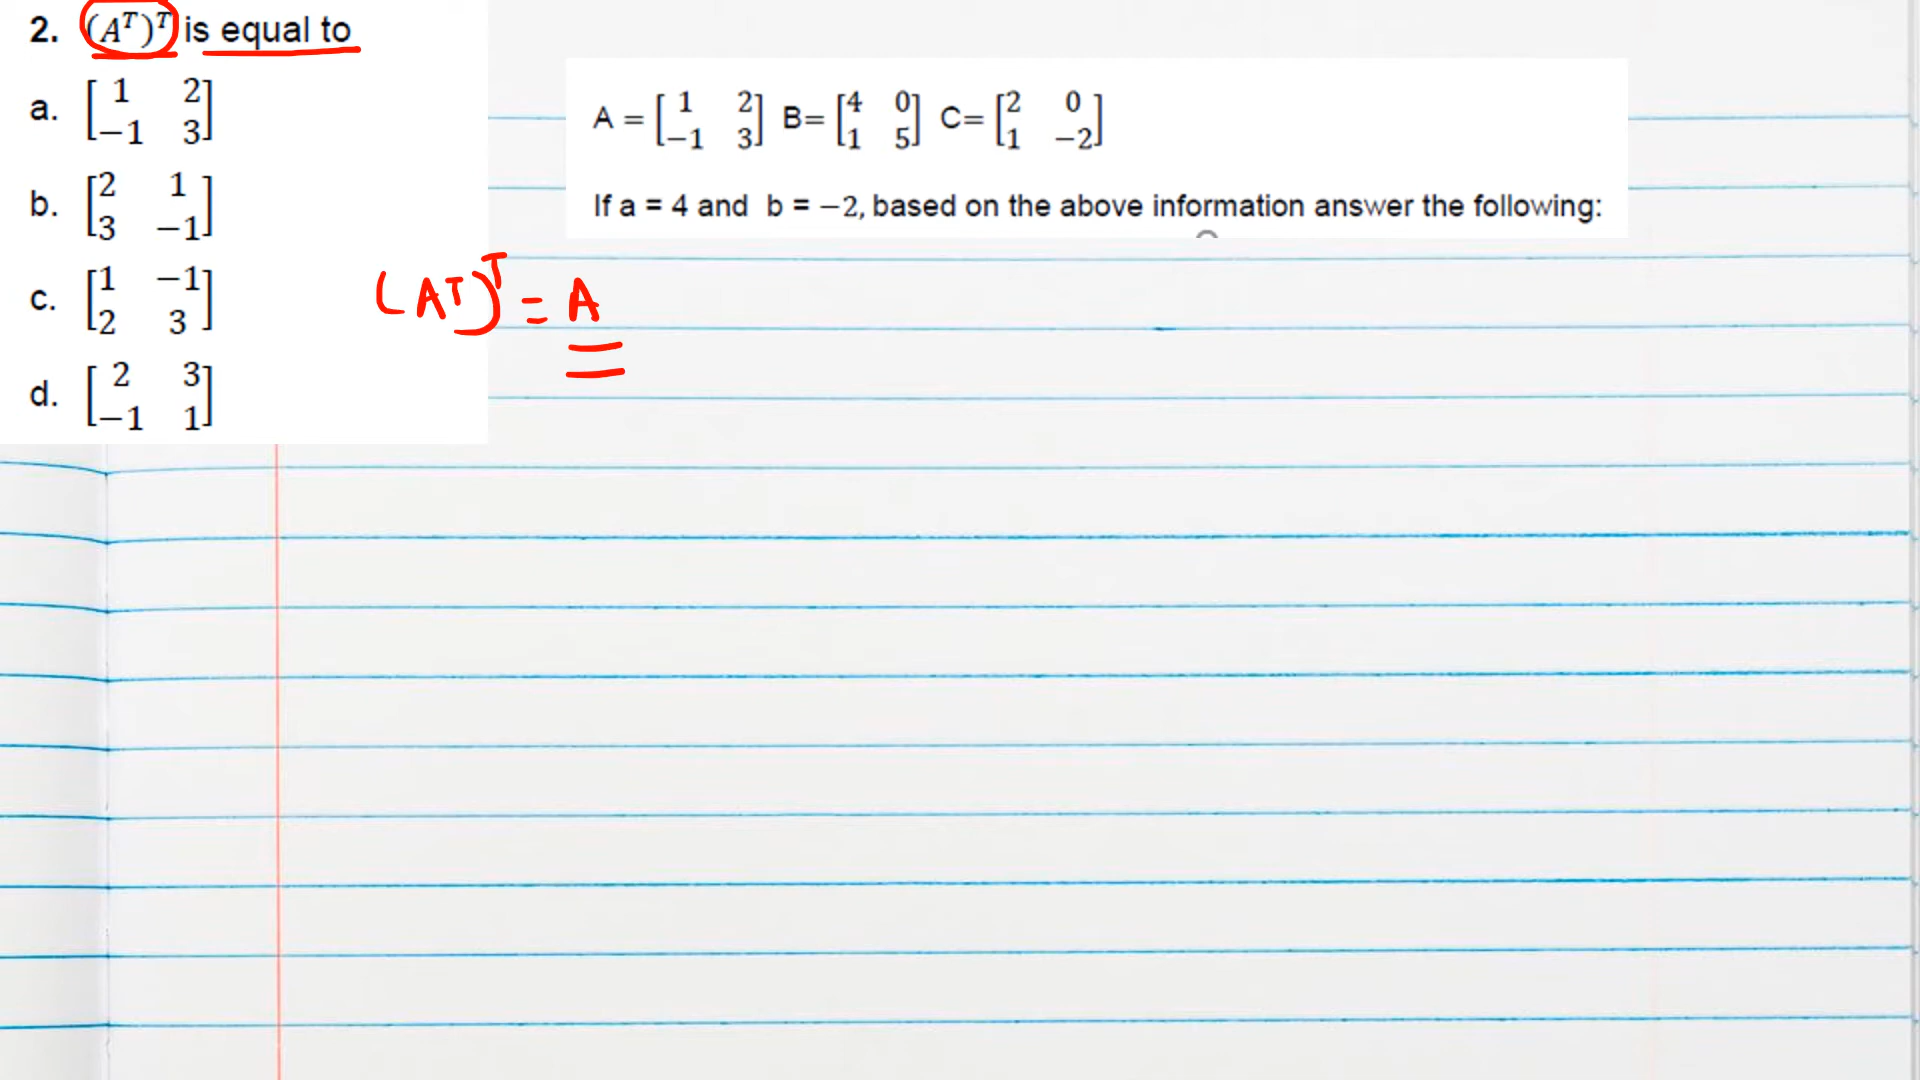 2. (Aᵀ)ᵀ is equal to
a. [1 2
−1 3]
b. [2 1
3 −1]
c. [1 −1
2 3]
d. [2 3
−1 1]
A = [1 2
−1 3] B= [4 0
1 5] C= [2 0
1 −2]
If a = 4 and b = −2, based on the above information answer the following:
(Aᵀ)ᵀ = A